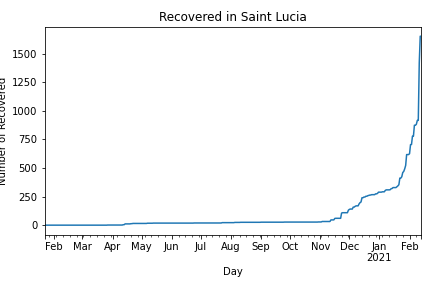 Recovered in Saint Lucia
Number of Recovered
1500
1250
1000
750
500
250
0
Feb Mar Apr May Jun Jul Aug Sep Oct Nov Dec Jan Feb
2021
Day